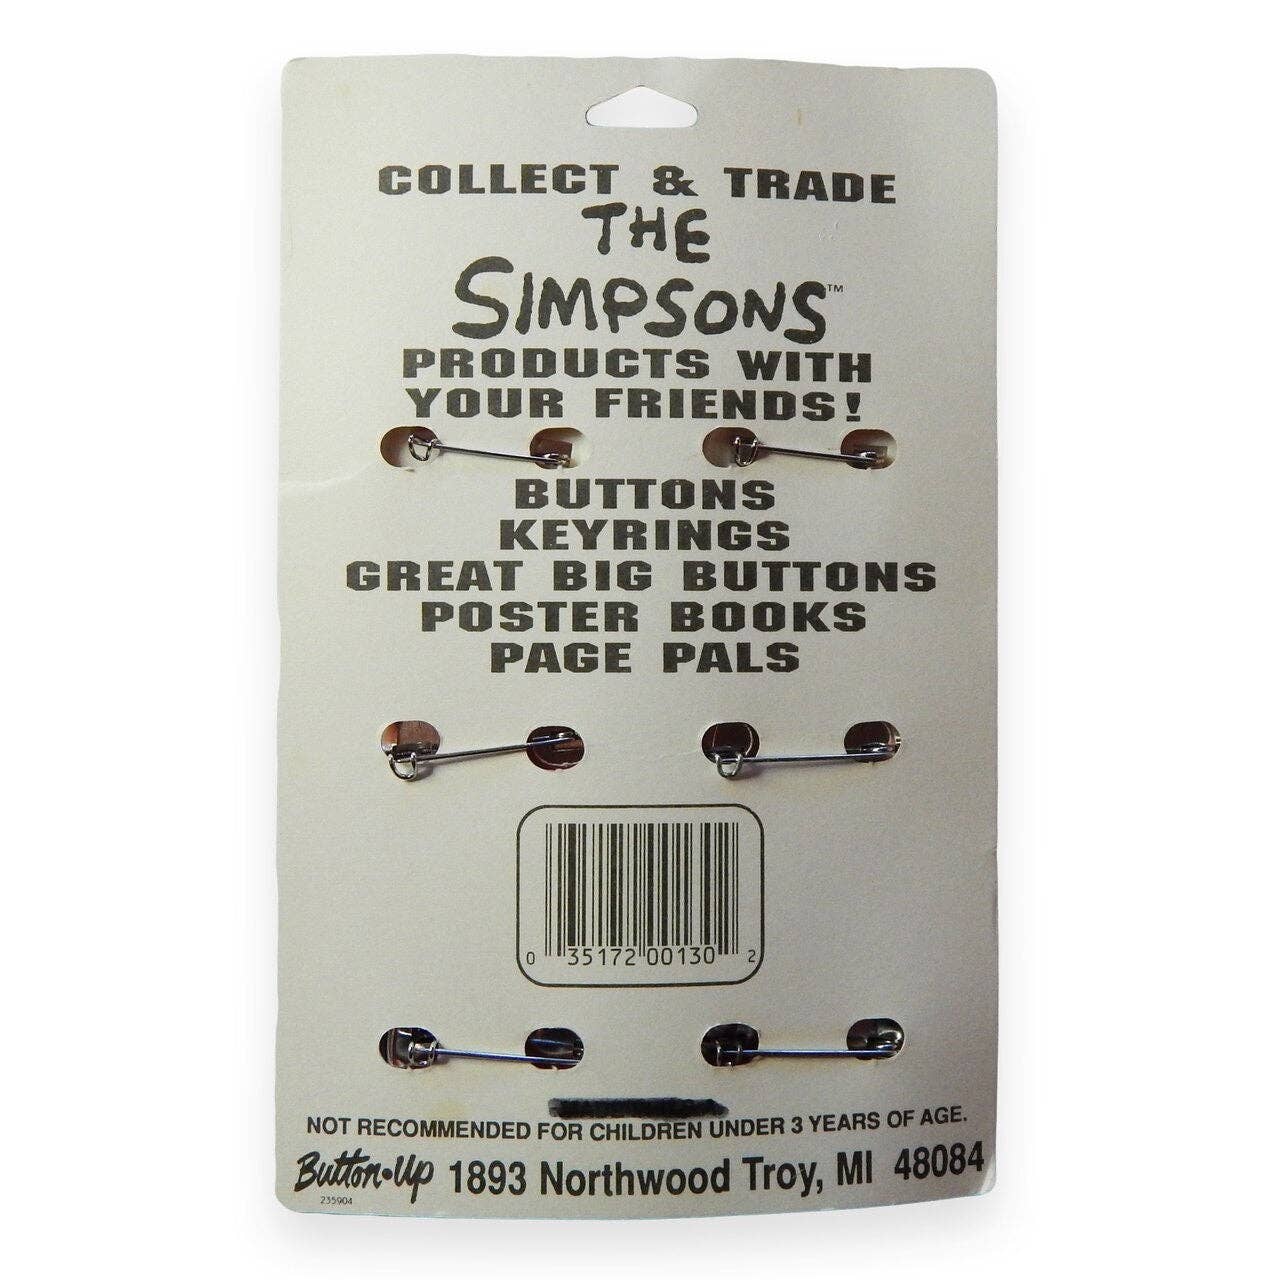 COLLECT & TRADE
THE
SIMPSONS™
PRODUCTS WITH
YOUR FRIENDS!
BUTTONS
KEYRINGS
GREAT BIG BUTTONS
POSTER BOOKS
PAGE PALS
0 35172 00130 2
NOT RECOMMENDED FOR CHILDREN UNDER 3 YEARS OF AGE.
Button•Up 1893 Northwood Troy, MI 48084
235904